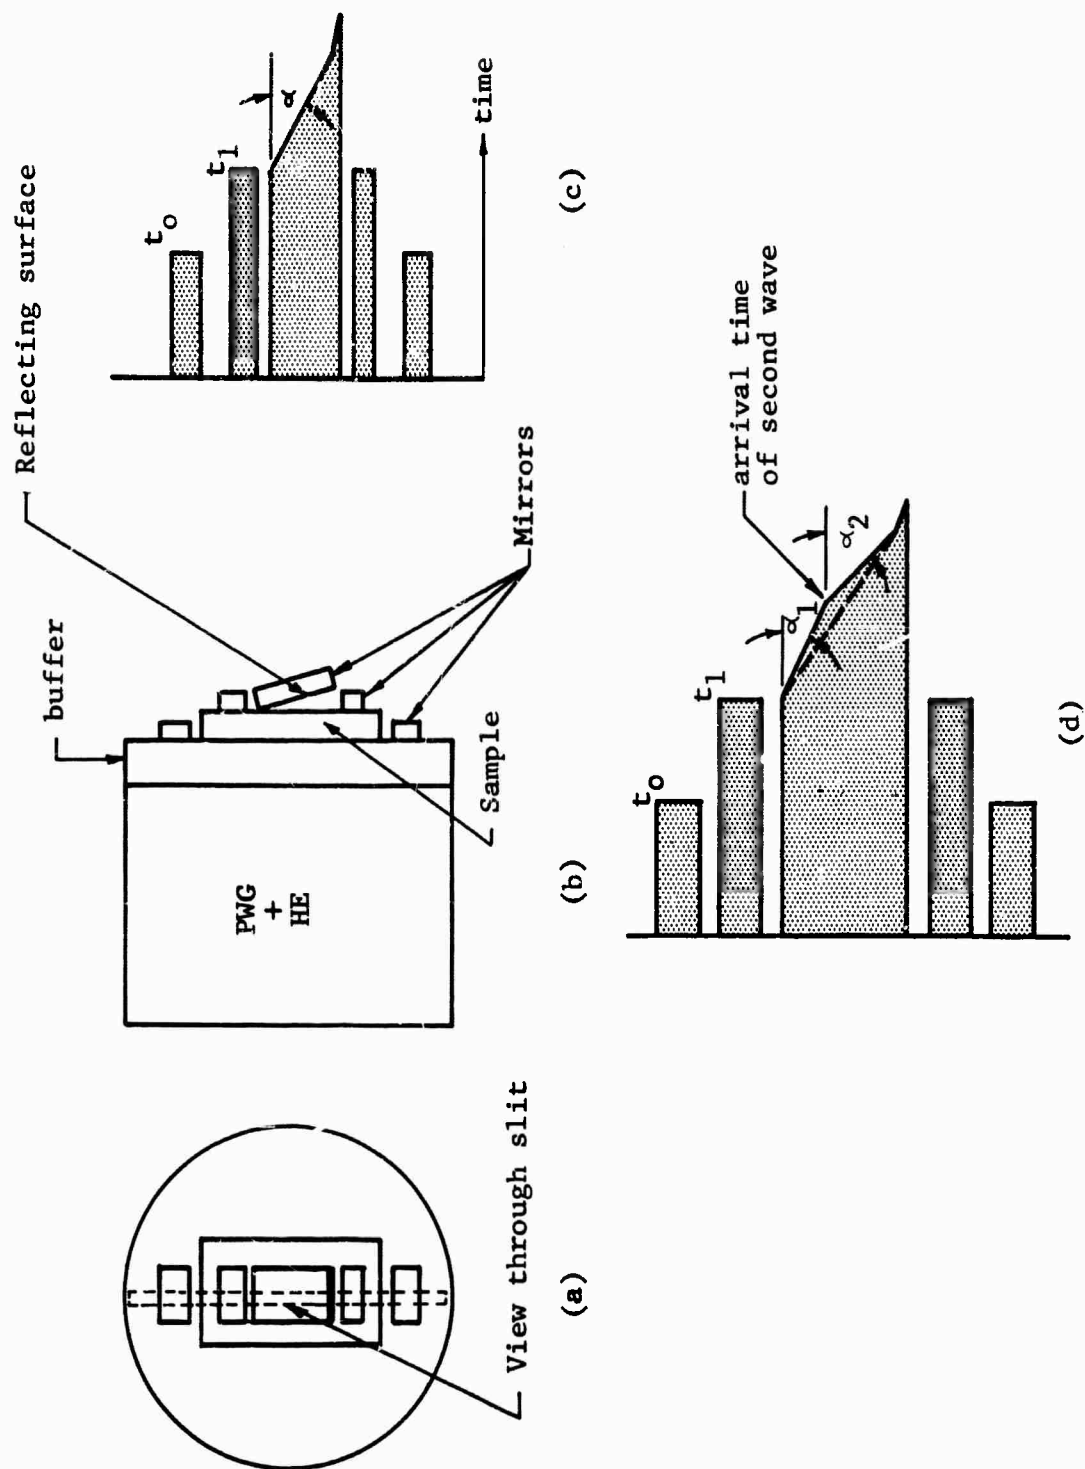 View through slit
(a)
PWG
+
HE
buffer
Sample
Reflecting surface
Mirrors
(b)
t₀
t₁
α
time
(c)
t₀
t₁
α₁
α₂
arrival time
of second wave
(d)